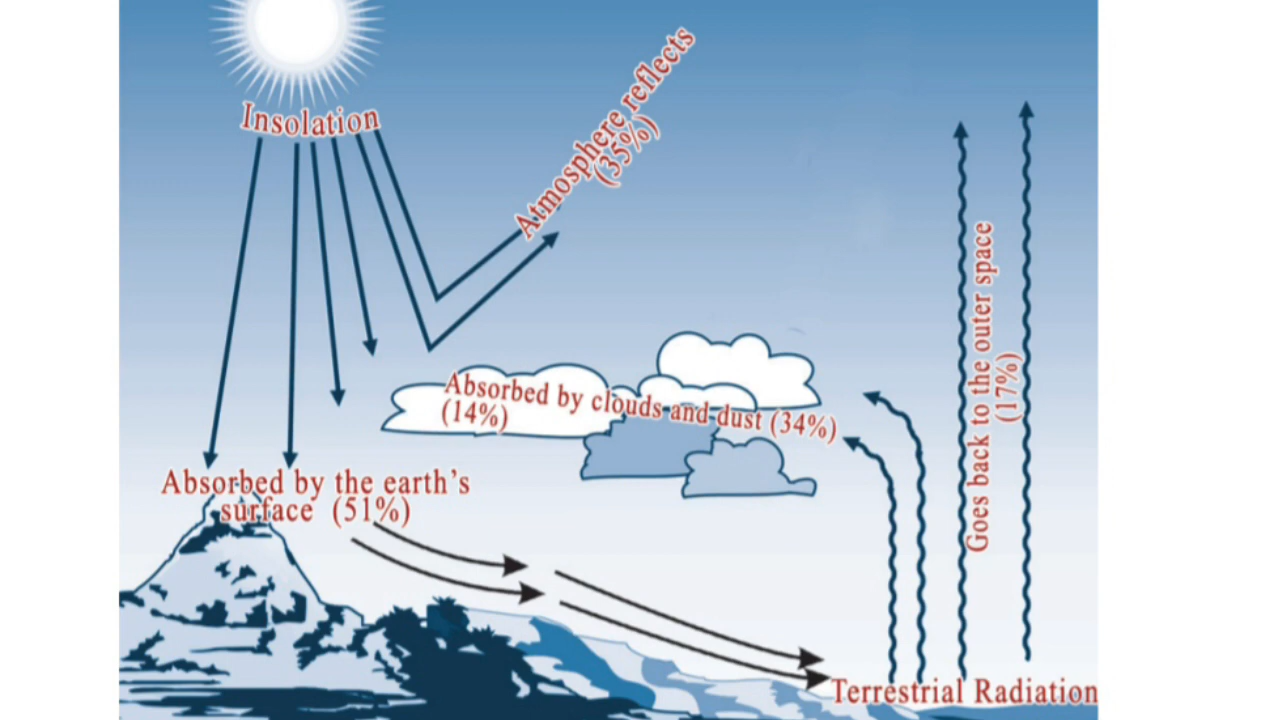 Insolation
Atmosphere reflects
(35%)
Absorbed by clouds and dust (34%)
(14%)
Goes back to the outer space
(17%)
Absorbed by the earth’s
surface (51%)
Terrestrial Radiation